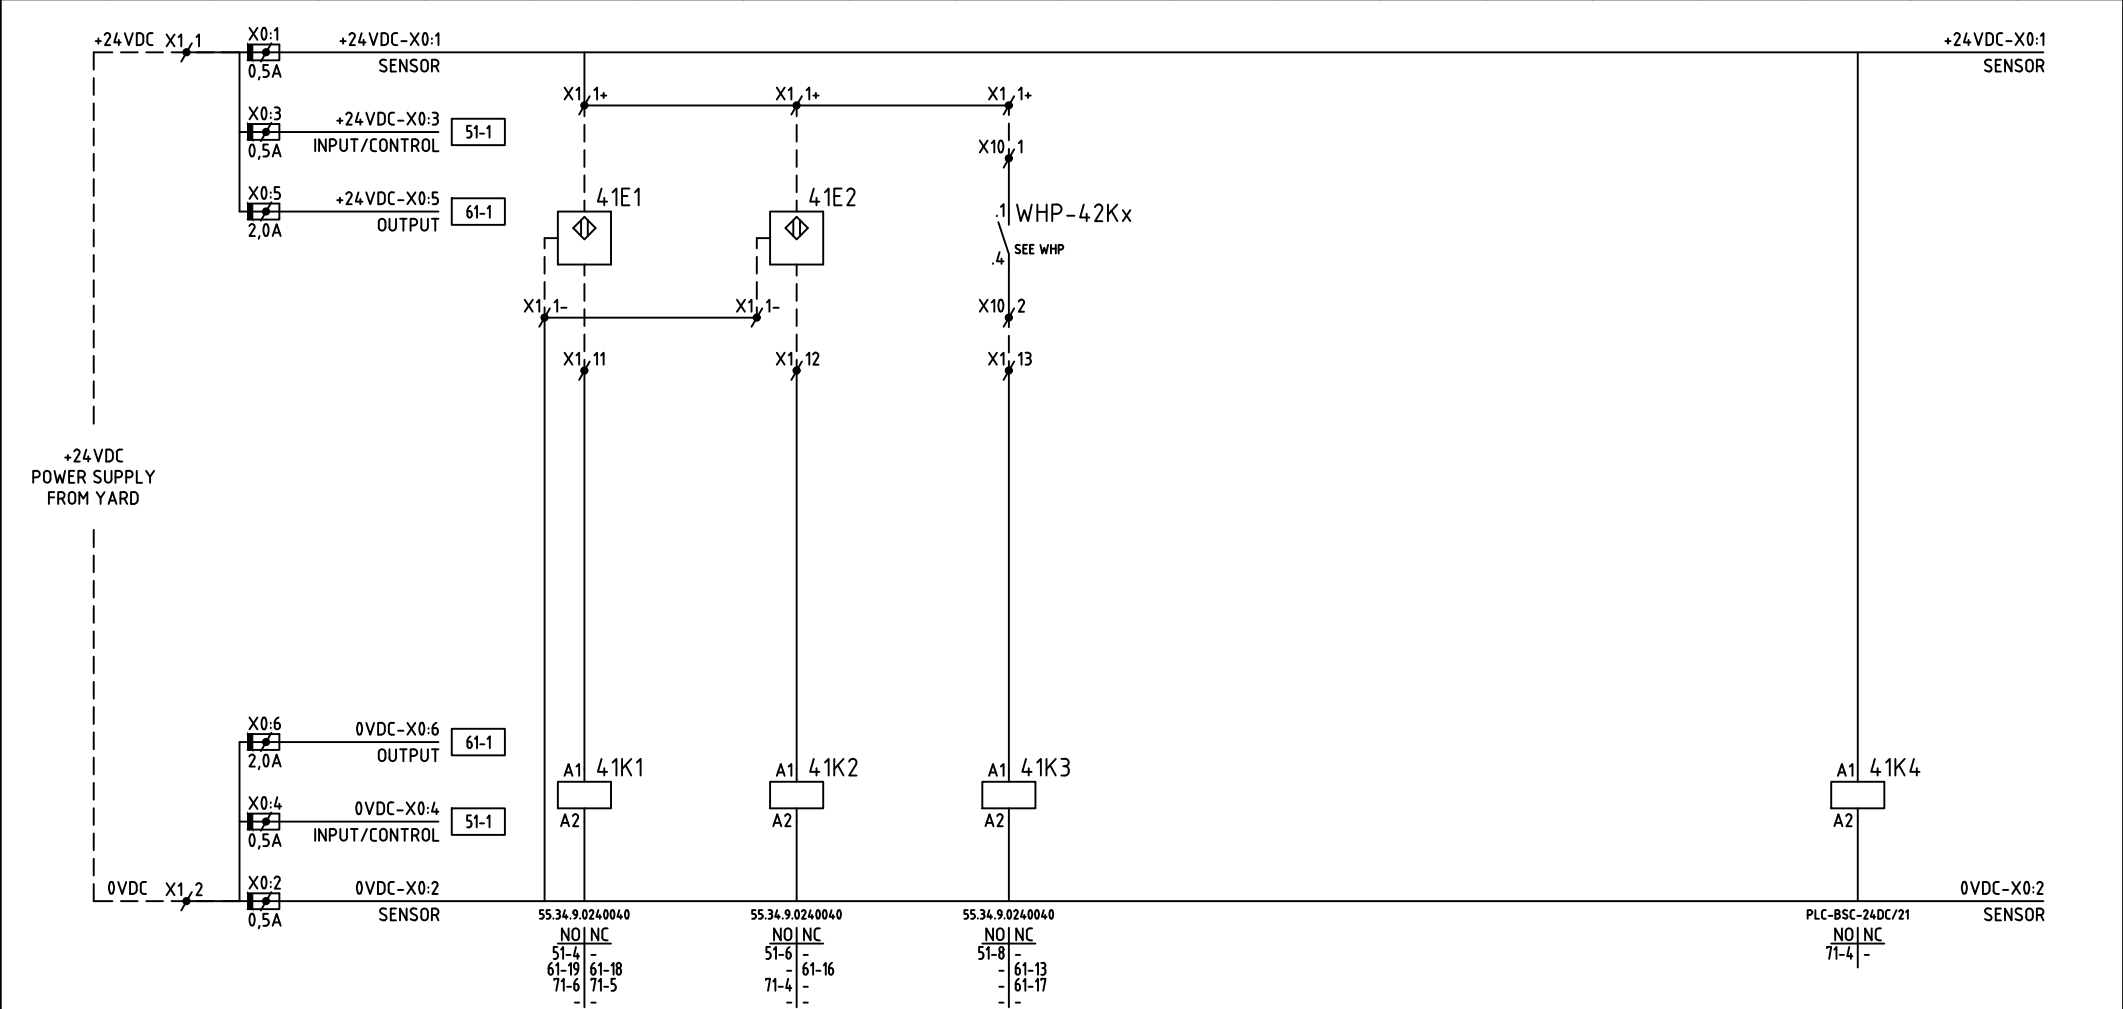 +24VDC X1 1 X0:1 +24VDC-X0:1 +24VDC-X0:1
0,5A SENSOR SENSOR
X1 1+ X1 1+ X1 1+
X0:3 +24VDC-X0:3 51-1
0,5A INPUT/CONTROL
X10 1
X0:5 +24VDC-X0:5 61-1 41E1 41E2
2,0A OUTPUT
.1 WHP-42Kx
SEE WHP
.4
X1 1- X1 1- X10 2
X1 11 X1 12 X1 13
+24VDC
POWER SUPPLY
FROM YARD
X0:6 0VDC-X0:6 61-1
2,0A OUTPUT
A1 41K1 A1 41K2 A1 41K3 A1 41K4
X0:4 0VDC-X0:4 51-1
A2 A2 A2 A2
0,5A INPUT/CONTROL
0VDC X1 2 X0:2 0VDC-X0:2 0VDC-X0:2
0,5A SENSOR SENSOR
55.34.9.0240040 55.34.9.0240040 55.34.9.0240040 PLC-BSC-24DC/21
NO NC NO NC NO NC NO NC
51-4 - 51-6 - 51-8 - 71-4 -
61-19 61-18 - 61-16 - 61-13
71-6 71-5 71-4 - - 61-17
- - - - - -